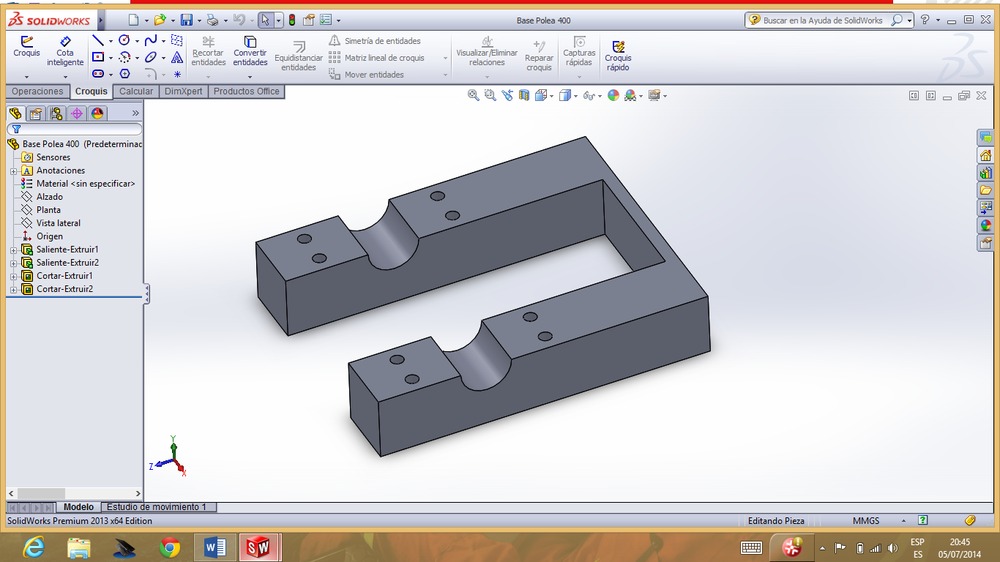 SOLIDWORKS
Base Polea 400
Buscar en la Ayuda de SolidWorks
Croquis
Cota inteligente
Recortar entidades
Convertir entidades
Equidistanciar entidades
Simetría de entidades
Matriz lineal de croquis
Mover entidades
Visualizar/Eliminar relaciones
Reparar croquis
Capturas rápidas
Croquis rápido
Operaciones
Croquis
Calcular
DimXpert
Productos Office
Base Polea 400 (Predeterminac
Sensores
Anotaciones
Material <sin especificar>
Alzado
Planta
Vista lateral
Origen
Saliente-Extruir1
Saliente-Extruir2
Cortar-Extruir1
Cortar-Extruir2
Y
Z
X
Modelo
Estudio de movimiento 1
SolidWorks Premium 2013 x64 Edition
Editando Pieza
MMGS
ESP
ES
20:45
05/07/2014